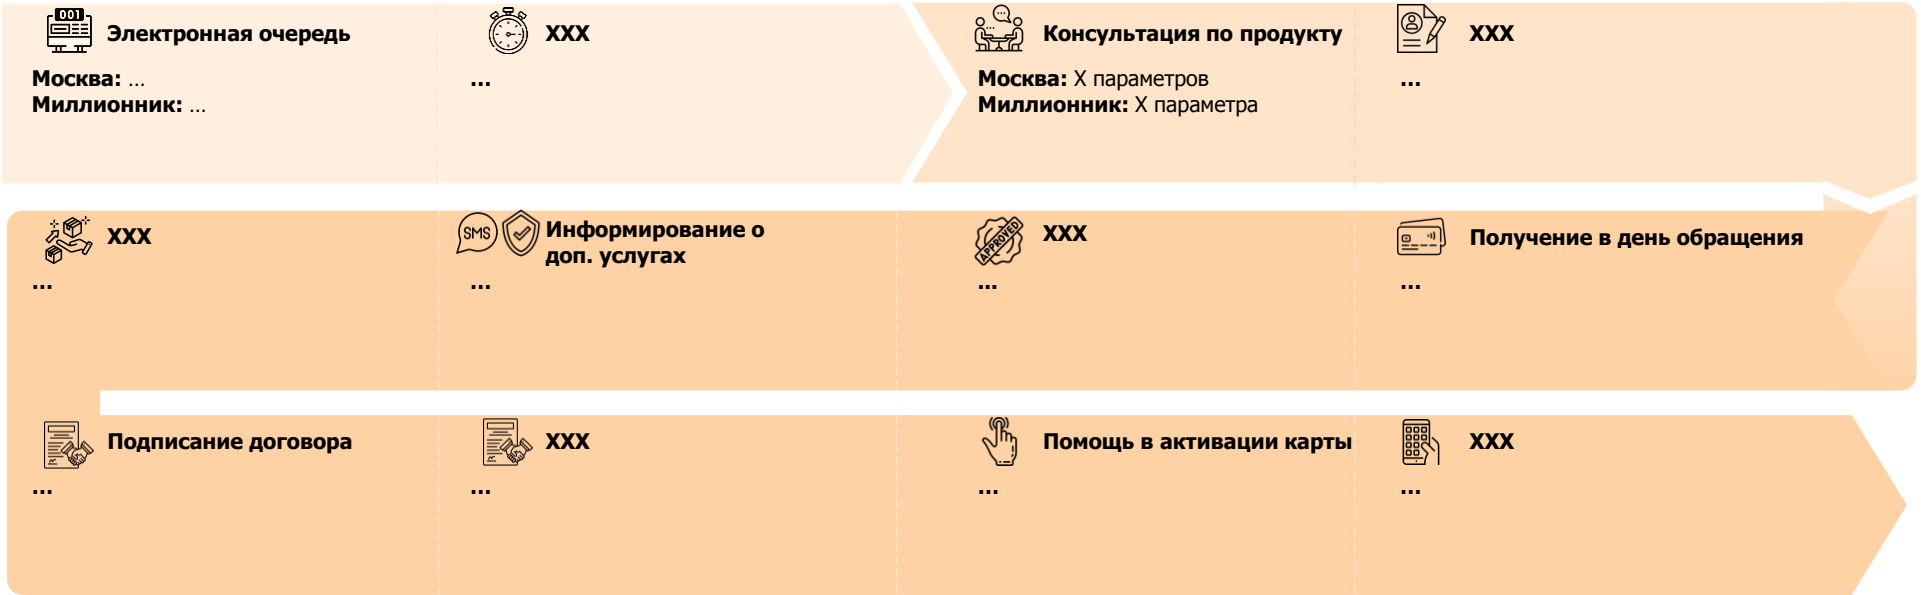 001
Электронная очередь
XXX
Консультация по продукту
XXX
Москва: ...
Миллионник: ...
...
Москва: X параметров
Миллионник: X параметра
...
XXX
SMS
Информирование о
доп. услугах
APPROVED
XXX
Получение в день обращения
...
...
...
...
Подписание договора
XXX
Помощь в активации карты
XXX
...
...
...
...